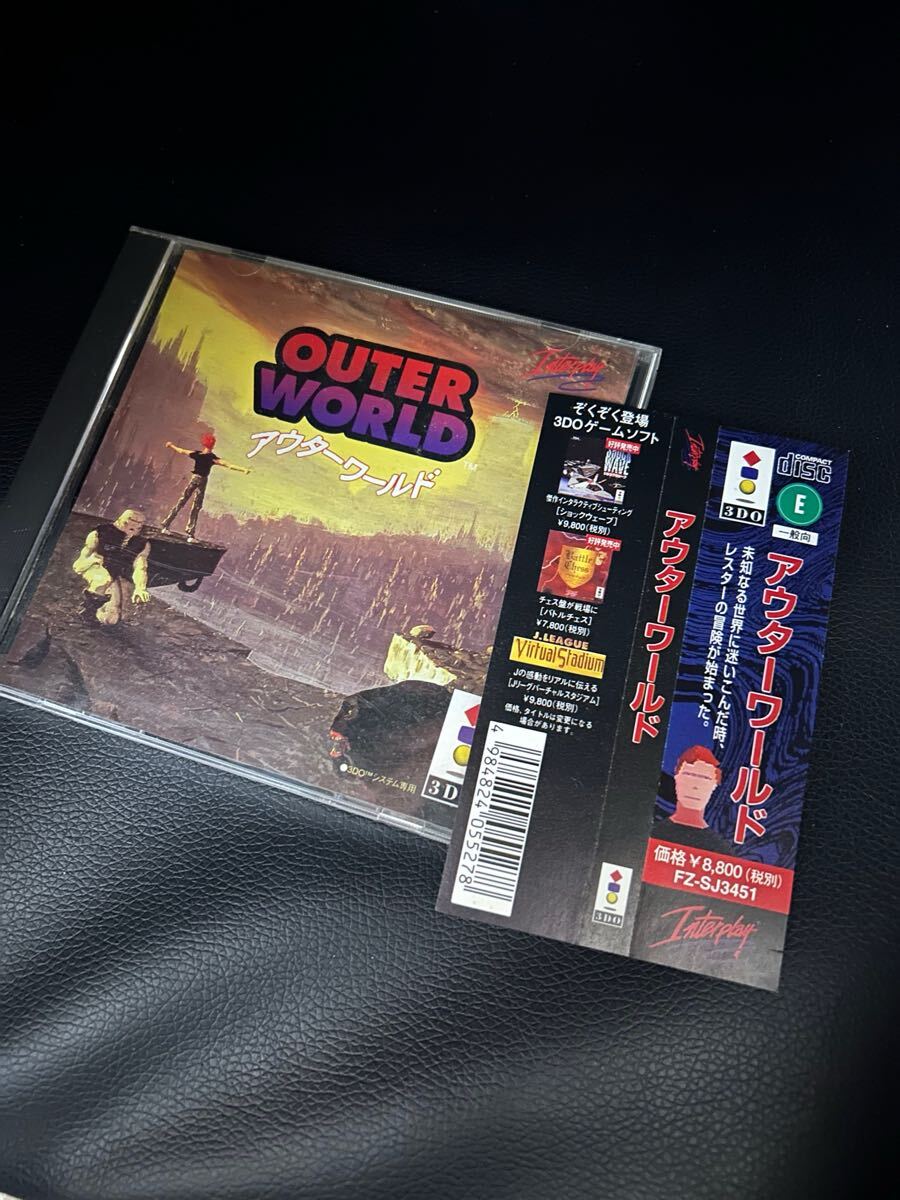 OUTER
WORLD
TM
アウターワールド
Interplay
●3DO™システム専用
3D
ぞくぞく登場
3DOゲームソフト
好評発売中
WAVE
傑作インタラクティブシューティング
[ショックウェーブ]
¥9,800(税別)
好評発売中
Battle
Chess
チェス盤が戦場に
[バトルチェス]
¥7,800(税別)
J.LEAGUE
Virtual Stadium
Jの感動をリアルに伝える
[Jリーグバーチャルスタジアム]
¥9,800(税別)
価格、タイトルは変更になる
場合があります。
4984824055278
Interplay
アウターワールド
3DO
3DO
COMPACT
disc
E
一般向
アウターワールド
未知なる世界に迷いこんだ時、
レスターの冒険が始まった。
価格¥8,800(税別)
FZ-SJ3451
Interplay